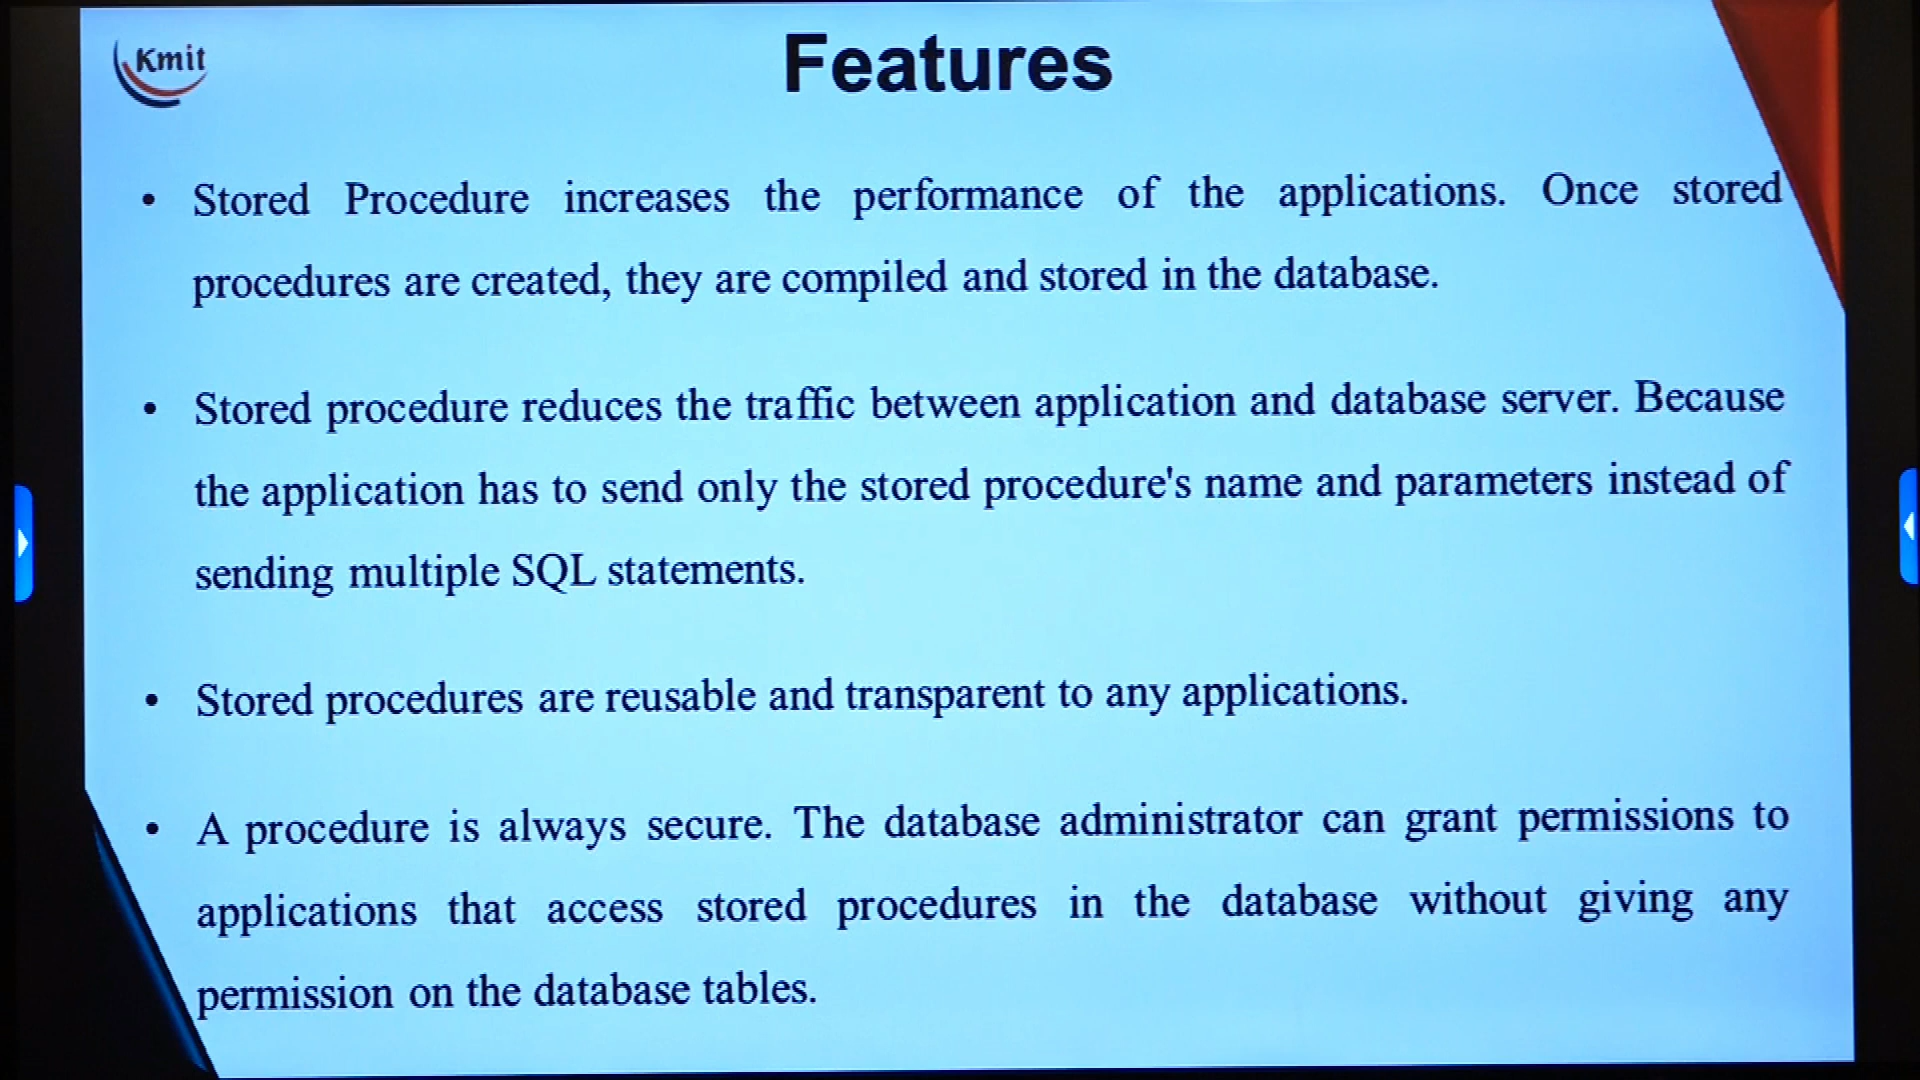 Kmit
Features
• Stored Procedure increases the performance of the applications. Once stored
procedures are created, they are compiled and stored in the database.
• Stored procedure reduces the traffic between application and database server. Because
the application has to send only the stored procedure's name and parameters instead of
sending multiple SQL statements.
• Stored procedures are reusable and transparent to any applications.
• A procedure is always secure. The database administrator can grant permissions to
applications that access stored procedures in the database without giving any
permission on the database tables.